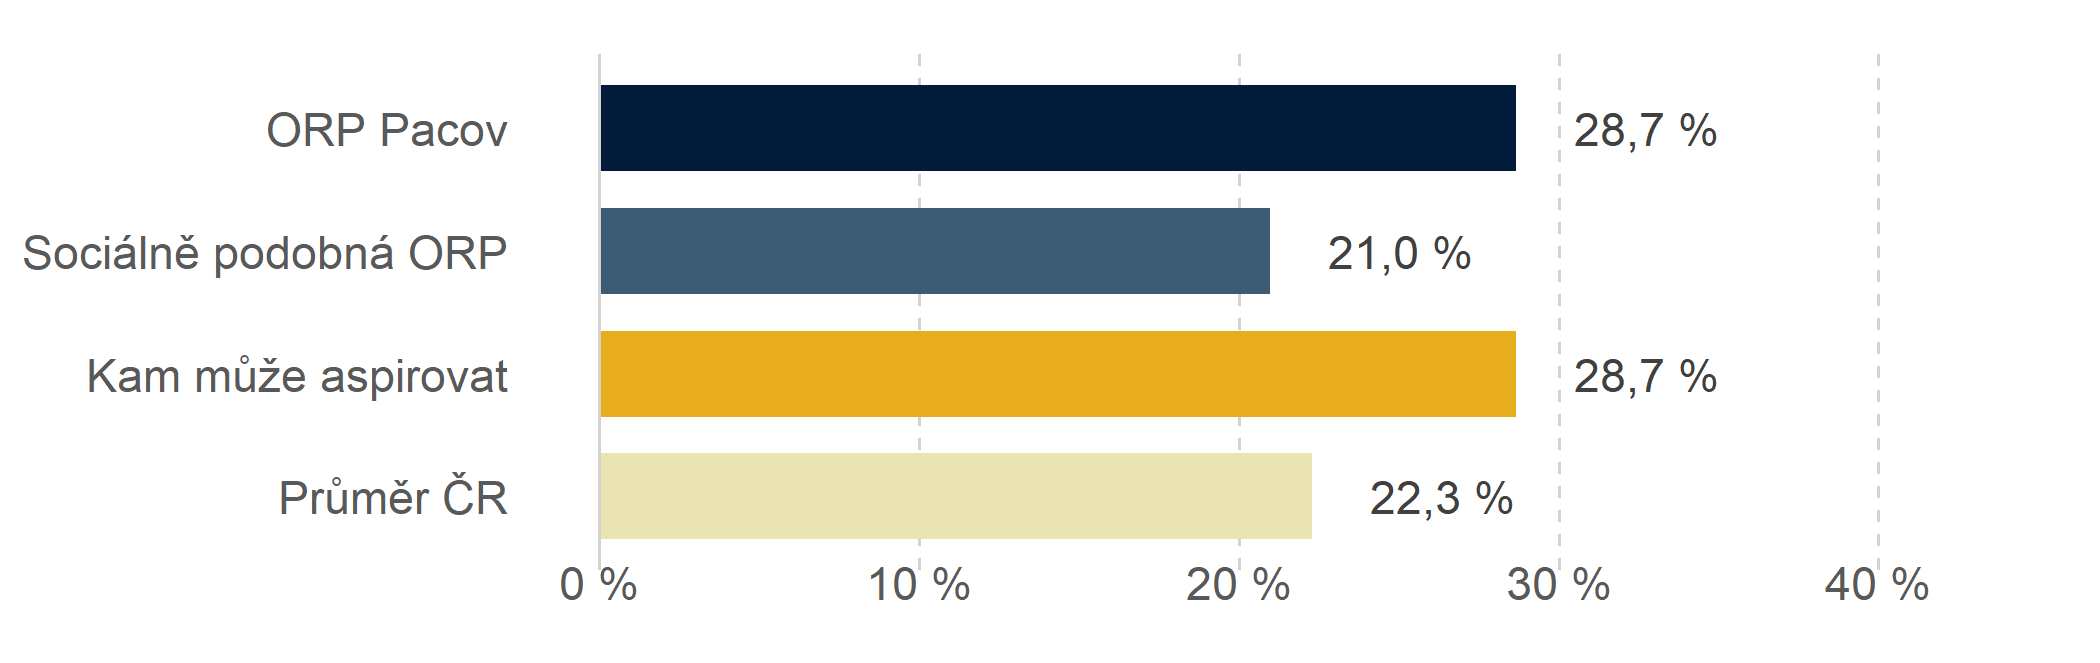 ORP Pacov 28,7 %
Sociálně podobná ORP 21,0 %
Kam může aspirovat 28,7 %
Průměr ČR 22,3 %
0 % 10 % 20 % 30 % 40 %